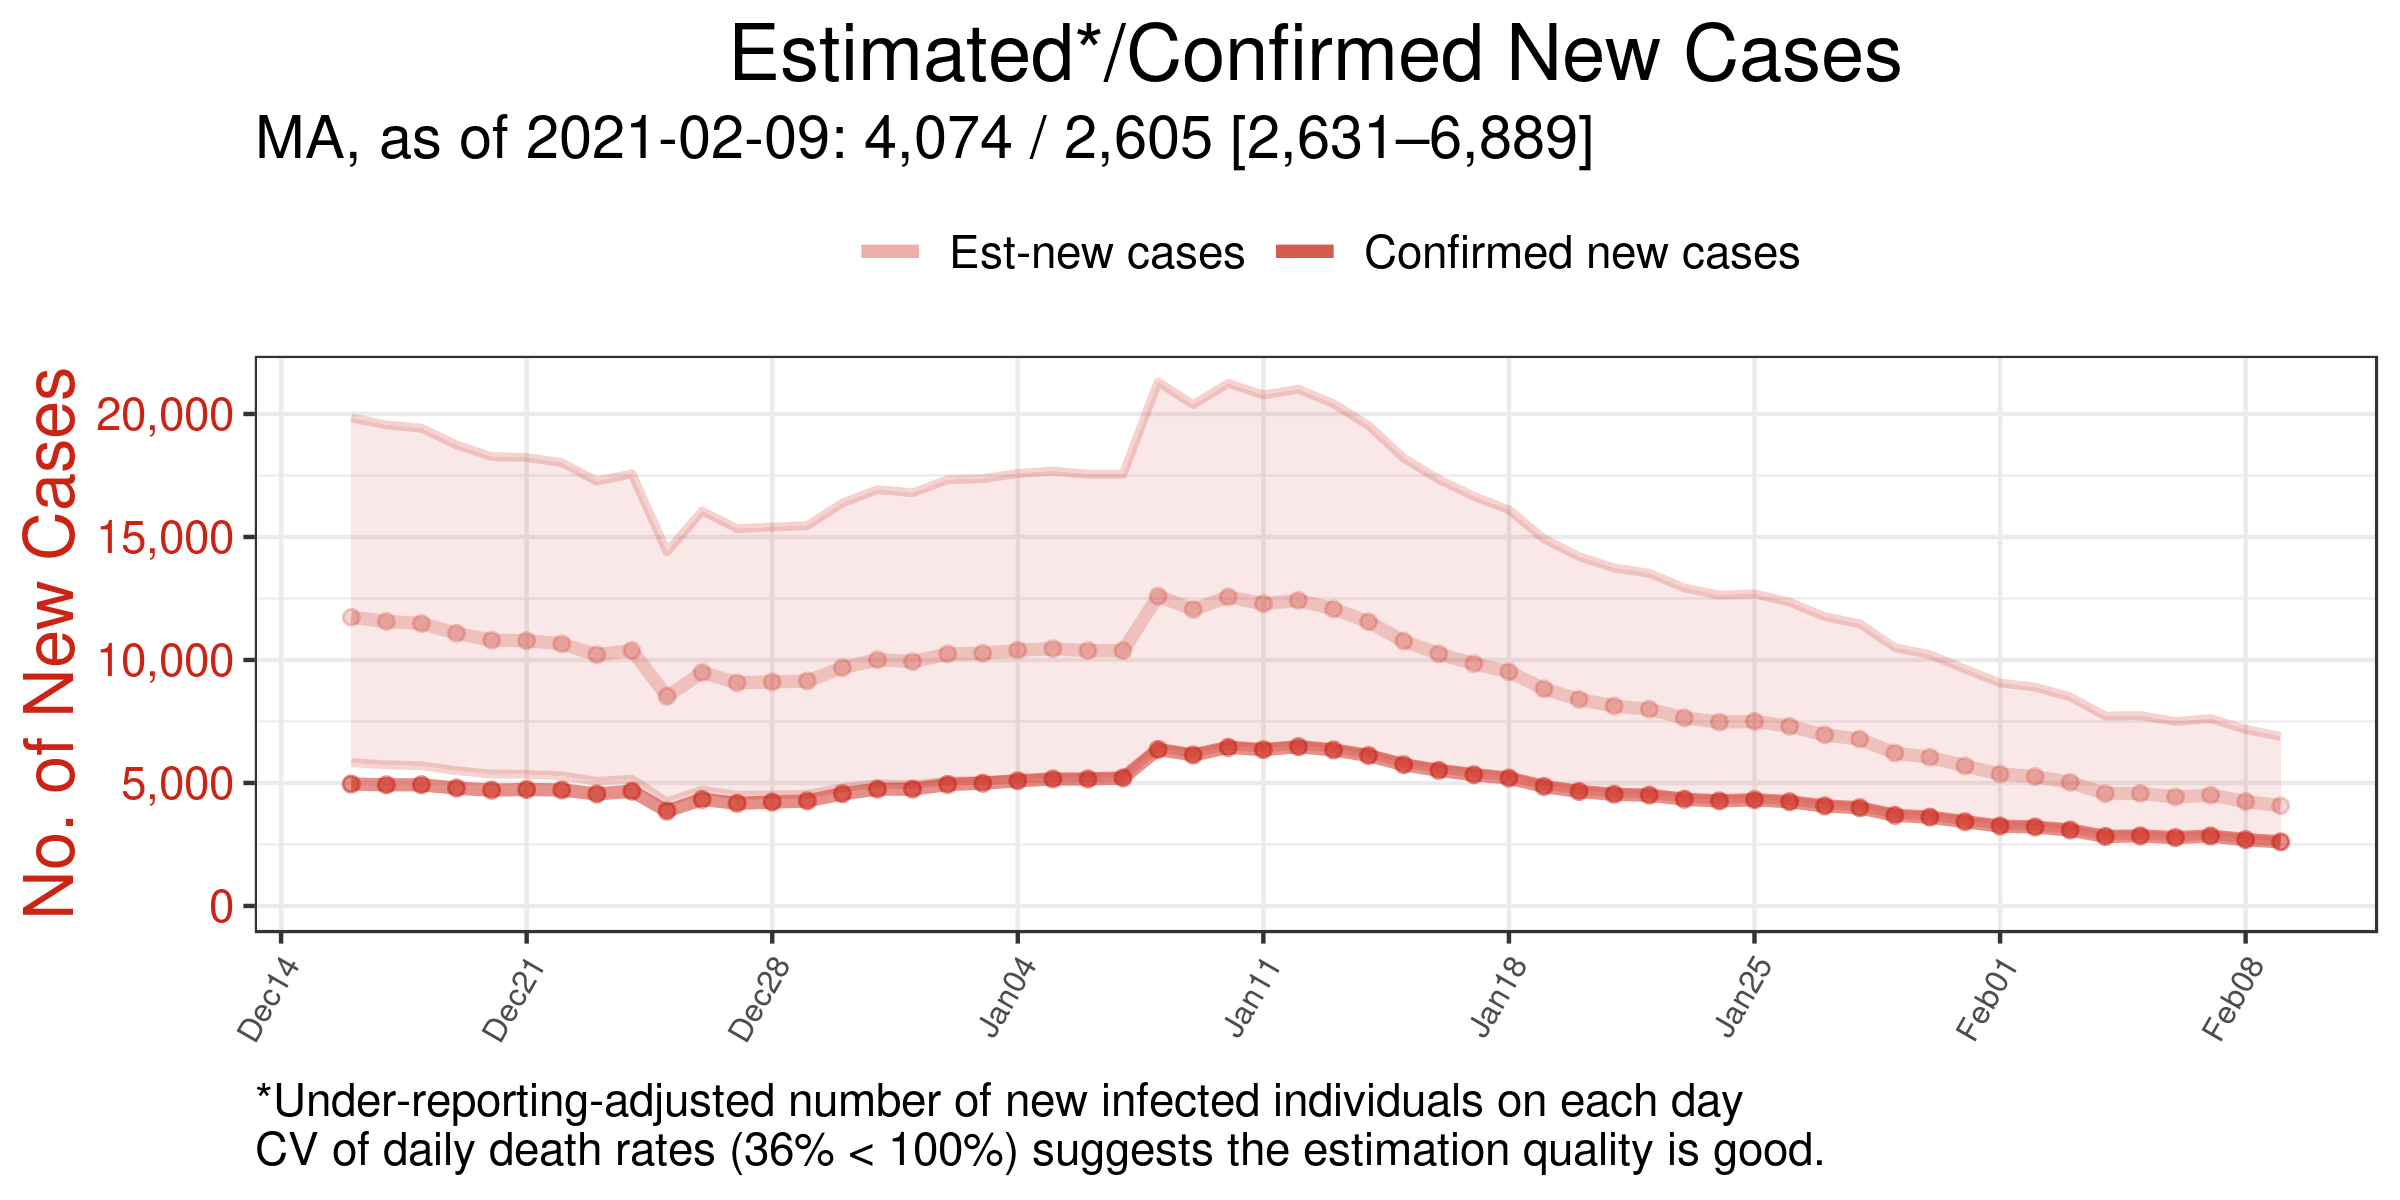 Estimated*/Confirmed New Cases
MA, as of 2021-02-09: 4,074 / 2,605 [2,631–6,889]
Est-new cases
Confirmed new cases
No. of New Cases
20,000
15,000
10,000
5,000
0
Dec14
Dec21
Dec28
Jan04
Jan11
Jan18
Jan25
Feb01
Feb08
*Under-reporting-adjusted number of new infected individuals on each day
CV of daily death rates (36% < 100%) suggests the estimation quality is good.